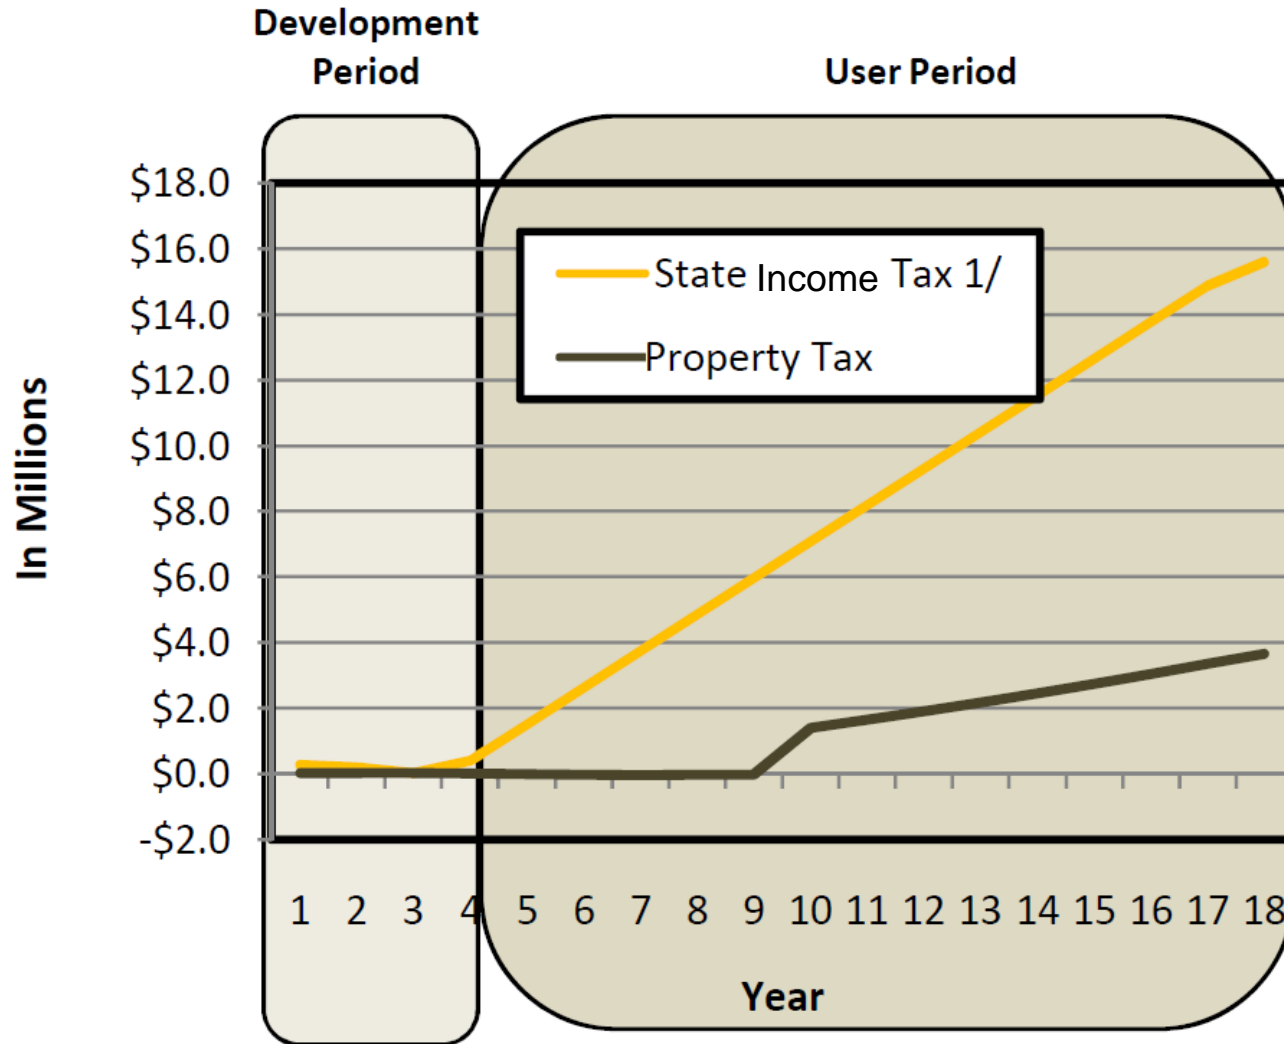 Development
Period
User Period
$18.0
$16.0
$14.0
$12.0
$10.0
$8.0
$6.0
$4.0
$2.0
$0.0
-$2.0
In Millions
State Income Tax 1/
Property Tax
1 2 3 4 5 6 7 8 9 10 11 12 13 14 15 16 17 18
Year